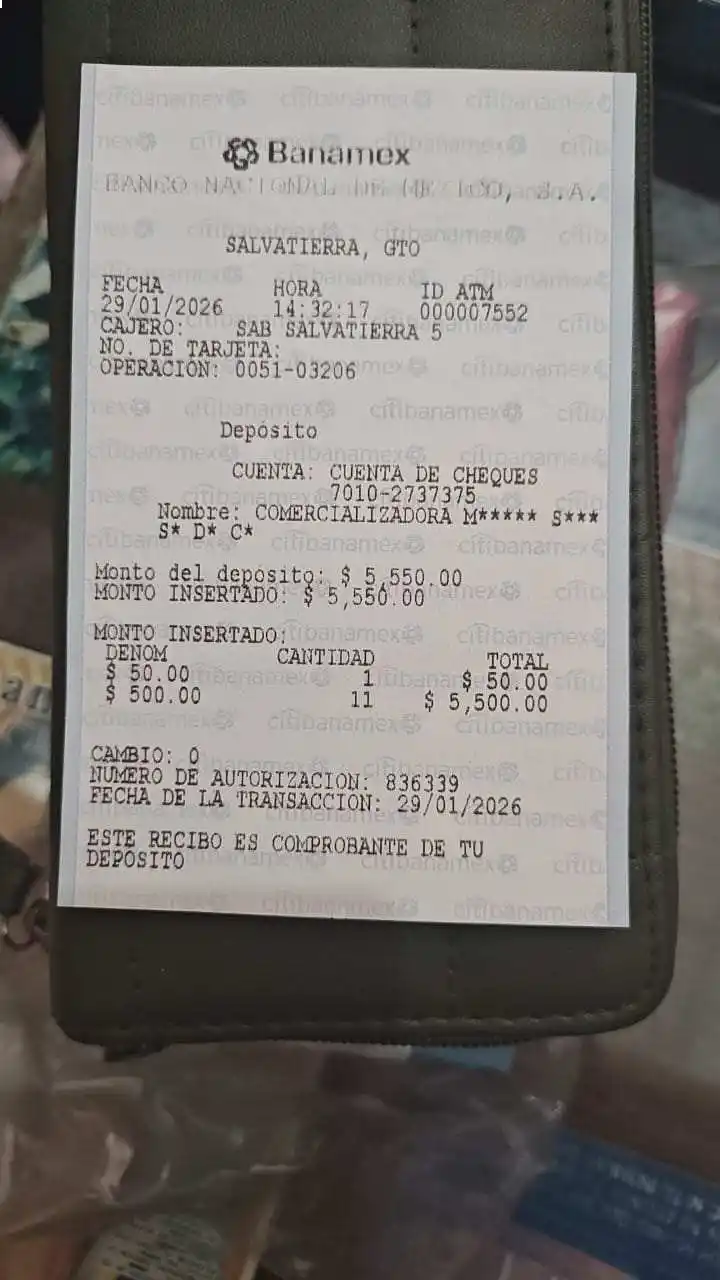 Banamex
BANCO NACIONAL DE MEXICO, S.A.
SALVATIERRA, GTO
FECHA HORA ID ATM
29/01/2026 14:32:17 000007552
CAJERO: SAB SALVATIERRA 5
NO. DE TARJETA:
OPERACIÓN: 0051-03206
Depósito
CUENTA: CUENTA DE CHEQUES
7010-2737375
Nombre: COMERCIALIZADORA M***** S***
S* D* C*
Monto del depósito: $ 5,550.00
MONTO INSERTADO: $ 5,550.00
MONTO INSERTADO:
DENOM CANTIDAD TOTAL
$ 50.00 1 $ 50.00
$ 500.00 11 $ 5,500.00
CAMBIO: 0
NUMERO DE AUTORIZACION: 836339
FECHA DE LA TRANSACCION: 29/01/2026
ESTE RECIBO ES COMPROBANTE DE TU
DEPÓSITO